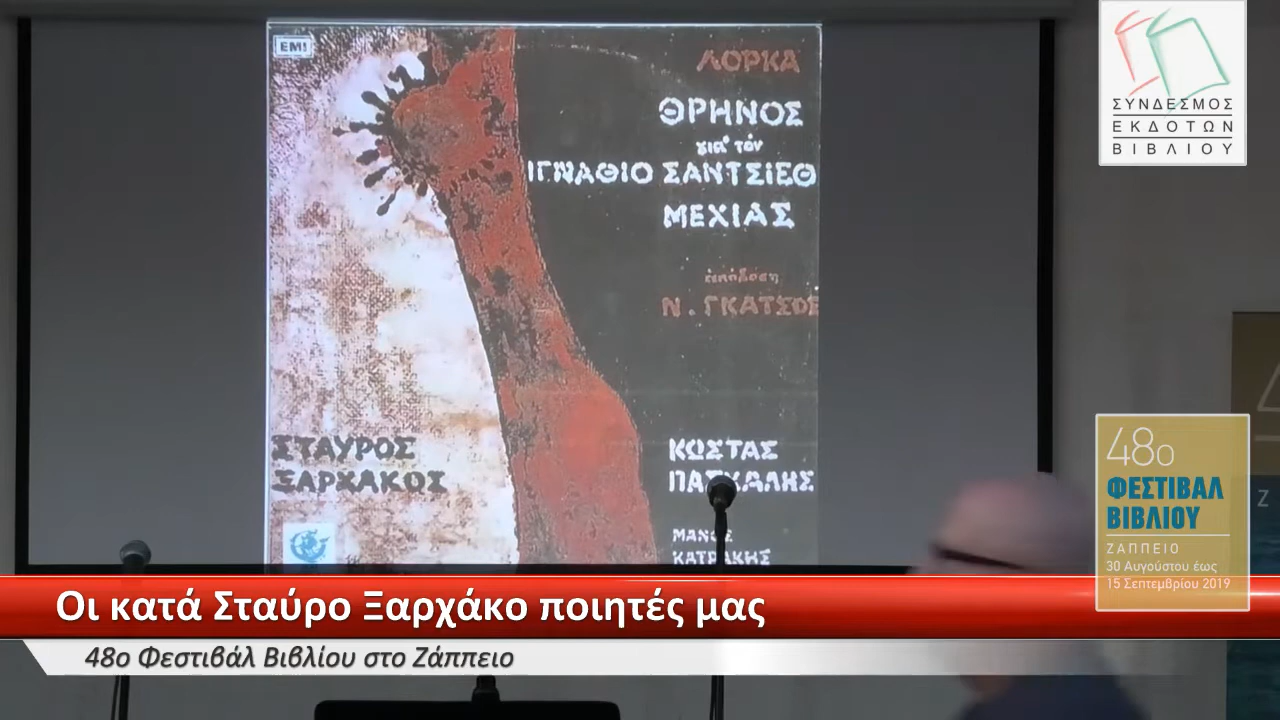 EMI
ΛΟΡΚΑ
ΘΡΗΝΟΣ
για τόν
ΙΓΝΑΘΙΟ ΣΑΝΤΣΙΕΘ
ΜΕΧΙΑΣ
ἀπόδοση
Ν. ΓΚΑΤΣΟΣ
ΣΤΑΥΡΟΣ
ΞΑΡΧΑΚΟΣ
ΚΩΣΤΑΣ
ΠΑΣΧΑΛΗΣ
ΜΑΝΟΣ
ΚΑΤΡΑΚΗΣ
ΣΥΝΔΕΣΜΟΣ
ΕΚΔΟΤΩΝ
ΒΙΒΛΙΟΥ
48ο
ΦΕΣΤΙΒΑΛ
ΒΙΒΛΙΟΥ
ΖΑΠΠΕΙΟ
30 Αυγούστου έως
15 Σεπτεμβρίου 2019
Οι κατά Σταύρο Ξαρχάκο ποιητές μας
48ο Φεστιβάλ Βιβλίου στο Ζάππειο